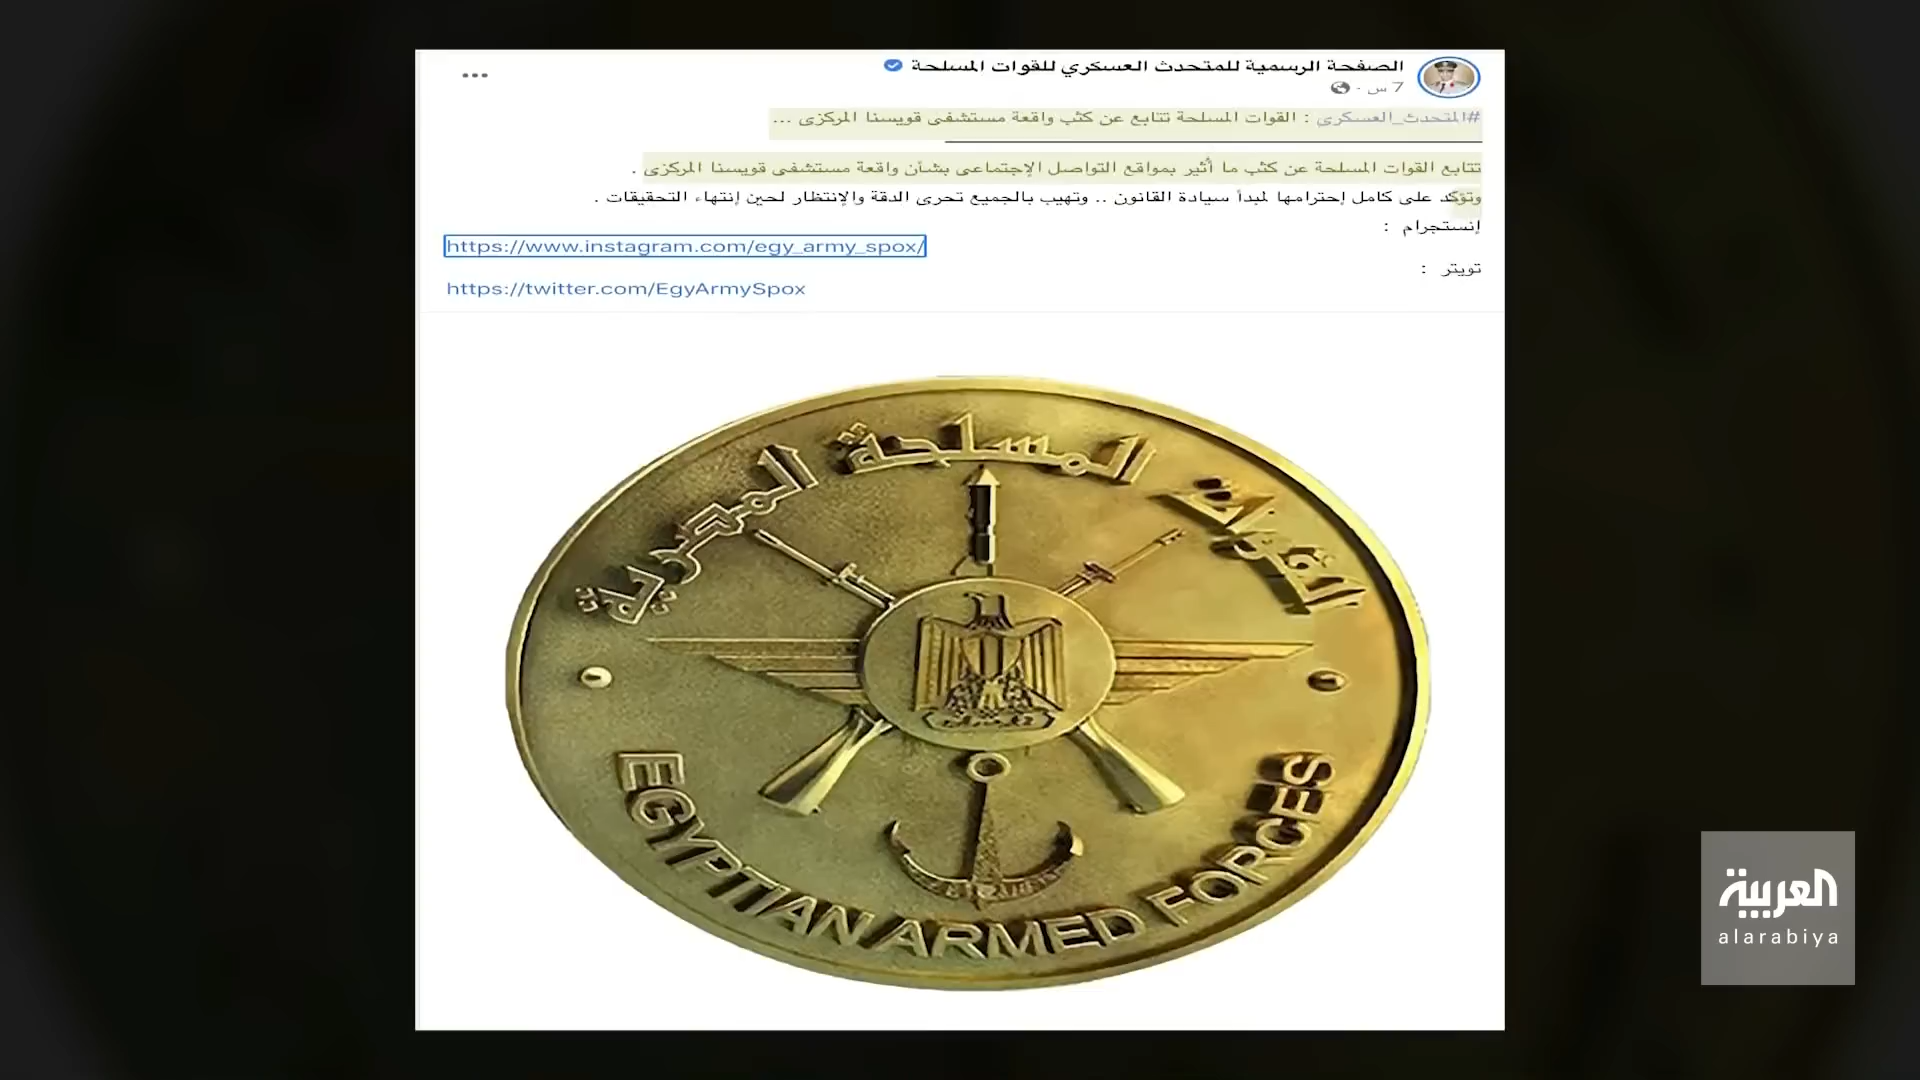 الصفحة الرسمية للمتحدث العسكري للقوات المسلحة
7 س ·
#المتحدث_العسكري : القوات المسلحة تتابع عن كثب واقعة مستشفى قويسنا المركزى ...
تتابع القوات المسلحة عن كثب ما أثير بمواقع التواصل الإجتماعى بشأن واقعة مستشفى قويسنا المركزى .
وتؤكد على كامل إحترامها لمبدأ سيادة القانون .. وتهيب بالجميع تحرى الدقة والإنتظار لحين إنتهاء التحقيقات .
إنستجرام :
https://www.instagram.com/egy_army_spox/
تويتر :
https://twitter.com/EgyArmySpox
القوات المسلحة المصرية
EGYPTIAN ARMED FORCES
العربية
alarabiya